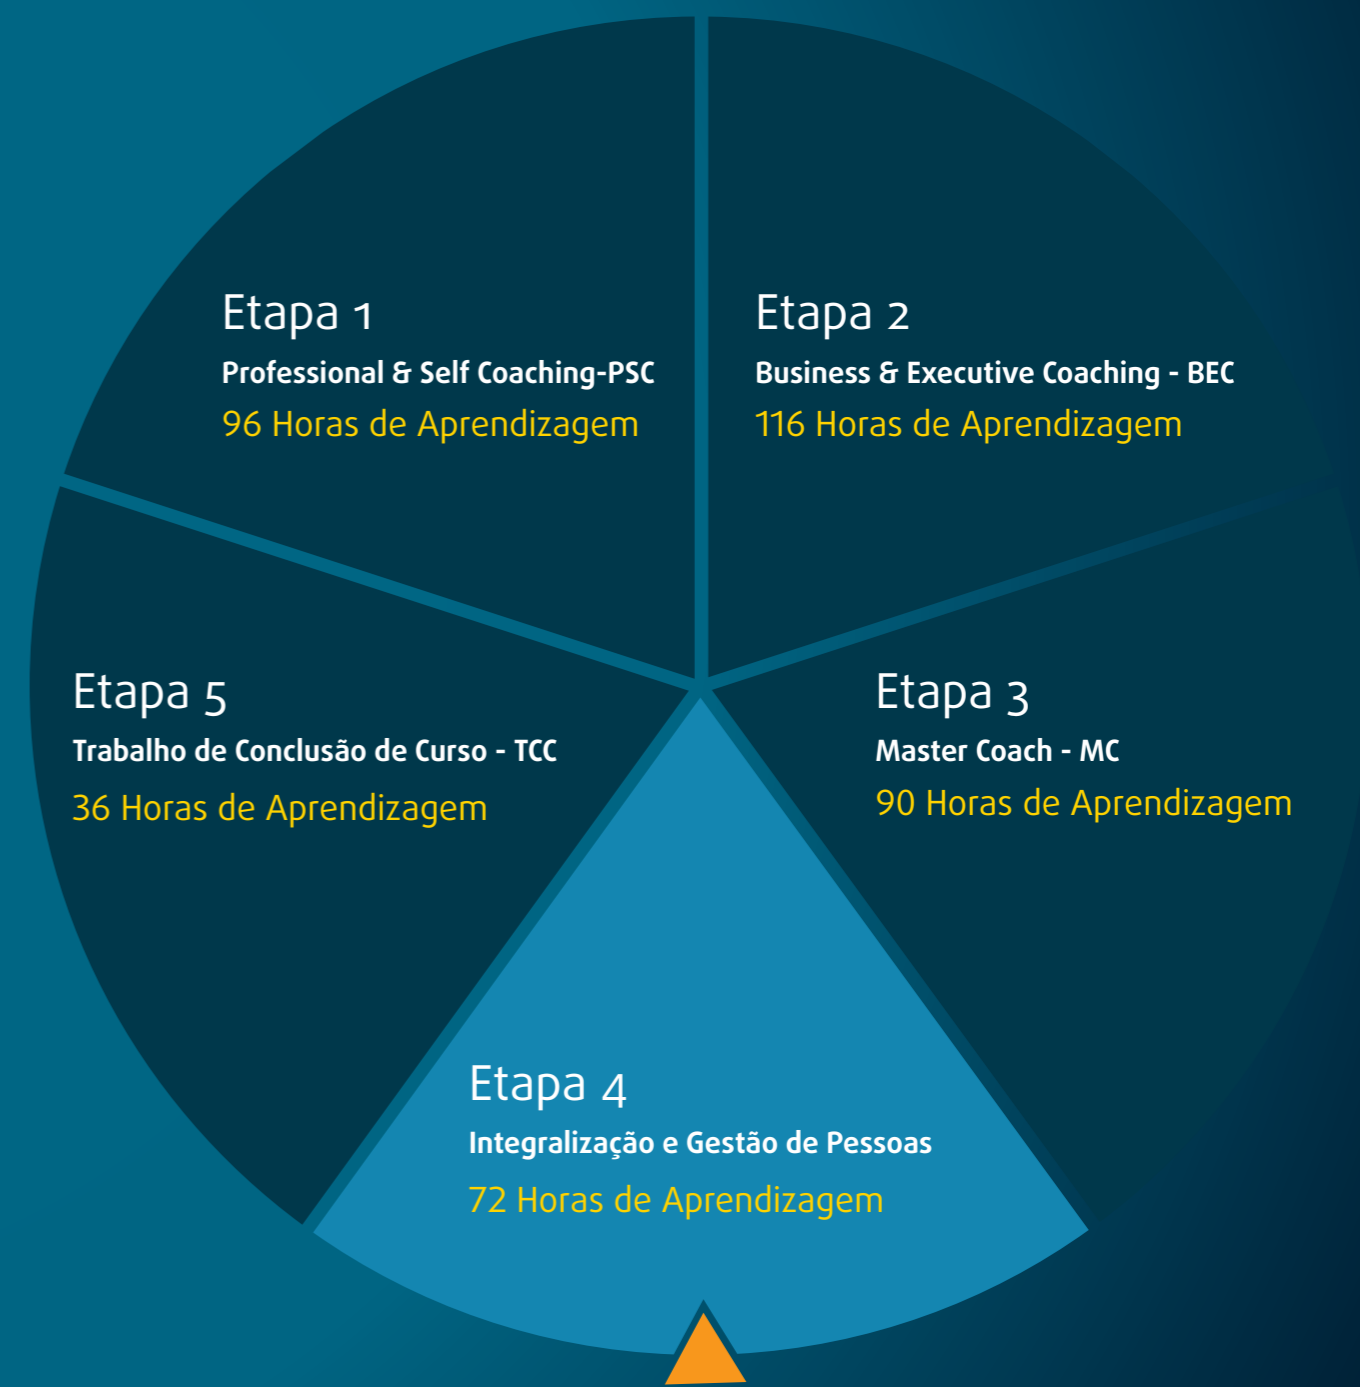 Etapa 1
Professional & Self Coaching-PSC
96 Horas de Aprendizagem
Etapa 2
Business & Executive Coaching - BEC
116 Horas de Aprendizagem
Etapa 3
Master Coach - MC
90 Horas de Aprendizagem
Etapa 4
Integralização e Gestão de Pessoas
72 Horas de Aprendizagem
Etapa 5
Trabalho de Conclusão de Curso - TCC
36 Horas de Aprendizagem